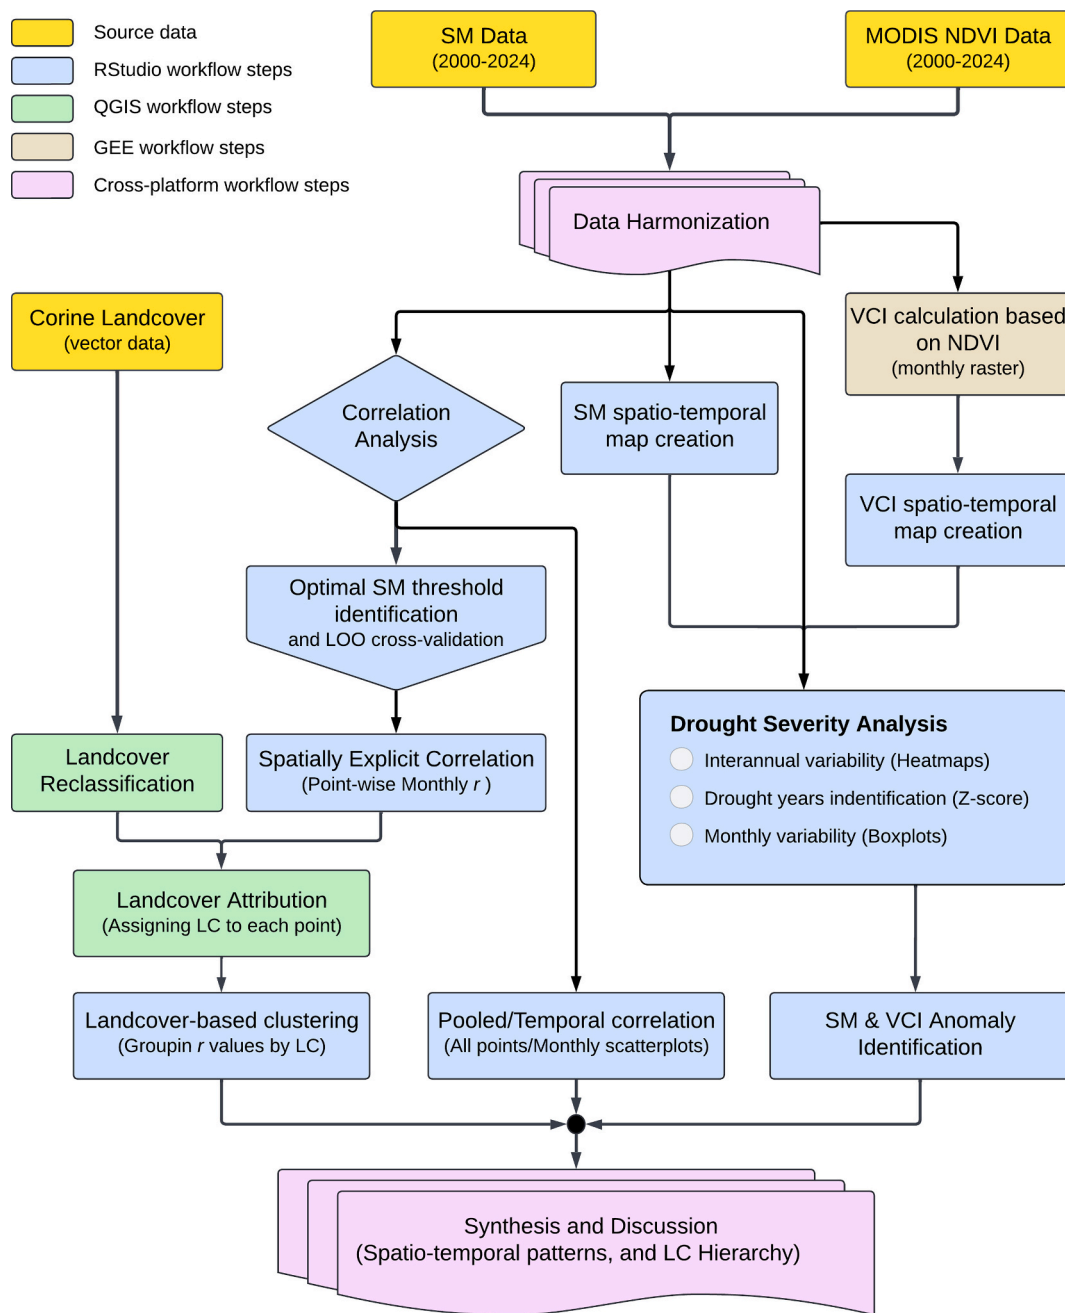 Source data
RStudio workflow steps
QGIS workflow steps
GEE workflow steps
Cross-platform workflow steps
SM Data
(2000-2024)
MODIS NDVI Data
(2000-2024)
Data Harmonization
Corine Landcover
(vector data)
Correlation
Analysis
SM spatio-temporal
map creation
VCI calculation based
on NDVI
(monthly raster)
VCI spatio-temporal
map creation
Optimal SM threshold
identification
and LOO cross-validation
Drought Severity Analysis
Interannual variability (Heatmaps)
Drought years indentification (Z-score)
Monthly variability (Boxplots)
Landcover
Reclassification
Spatially Explicit Correlation
(Point-wise Monthly r )
Landcover Attribution
(Assigning LC to each point)
Landcover-based clustering
(Groupin r values by LC)
Pooled/Temporal correlation
(All points/Monthly scatterplots)
SM & VCI Anomaly
Identification
Synthesis and Discussion
(Spatio-temporal patterns, and LC Hierarchy)